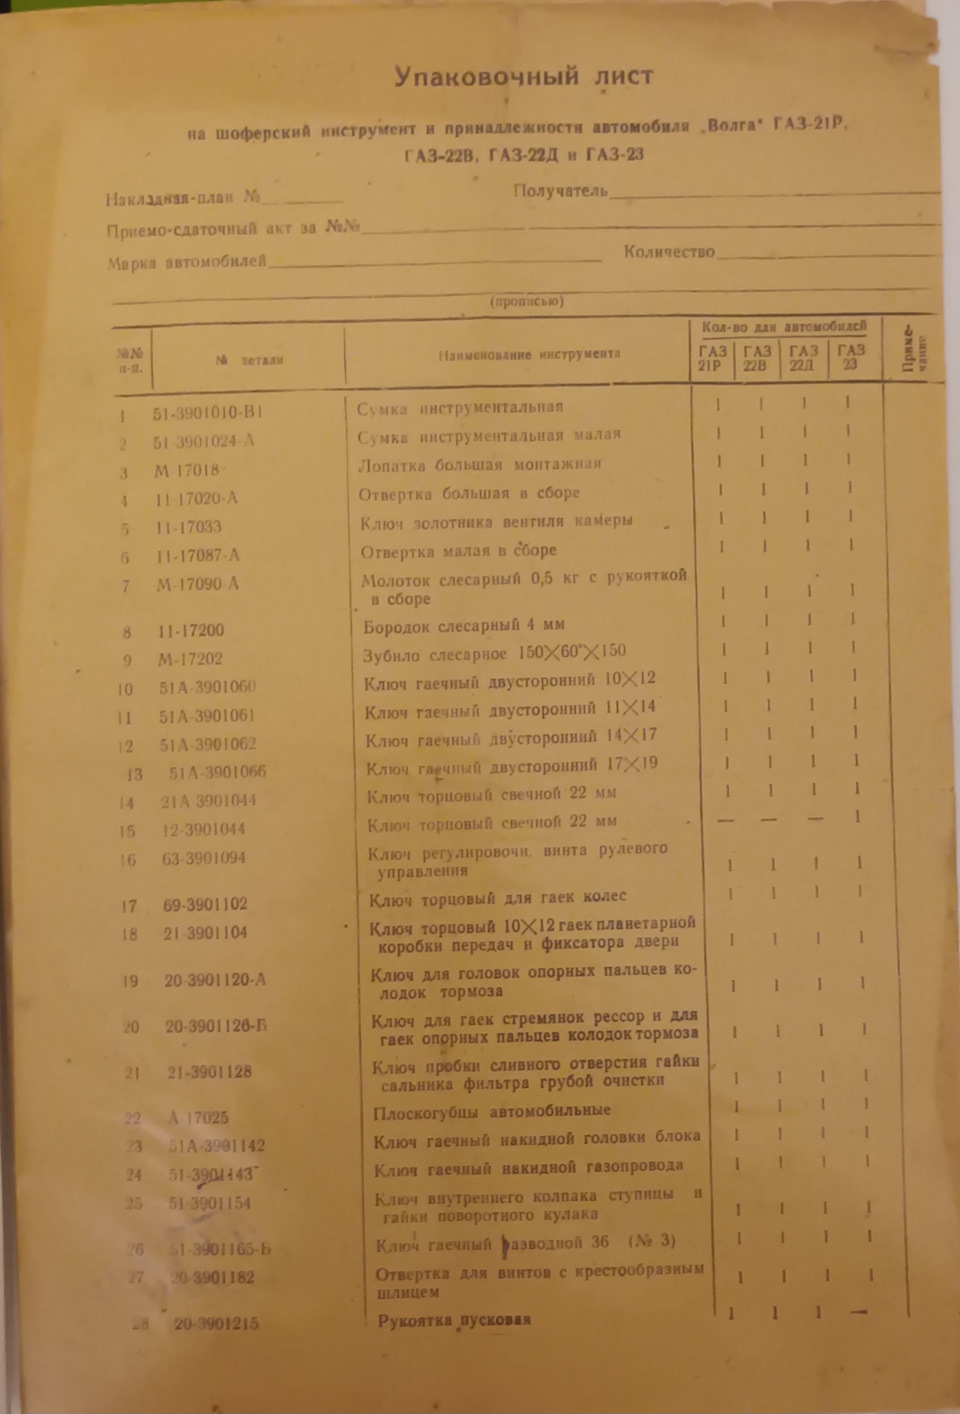 Упаковочный лист
на шоферский инструмент и принадлежности автомобиля „Волга" ГАЗ-21Р,
ГАЗ-22В, ГАЗ-22Д и ГАЗ-23
Накладная-план №
Получатель
Приемо-сдаточный акт за №№
Марка автомобилей
Количество
(прописью)
№№ п-п.
№ детали
Наименование инструмента
Кол-во для автомобилей
ГАЗ 21Р
ГАЗ 22В
ГАЗ 22Д
ГАЗ 23
Приме-
чание
1 51-3901010-В1 Сумка инструментальная 1 1 1 1
2 51-3901024-А Сумка инструментальная малая 1 1 1 1
3 М-17018 Лопатка большая монтажная 1 1 1 1
4 11-17020-А Отвертка большая в сборе 1 1 1 1
5 11-17033 Ключ золотника вентиля камеры 1 1 1 1
6 11-17087-А Отвертка малая в сборе 1 1 1 1
7 М-17090-А Молоток слесарный 0,5 кг с рукояткой
в сборе 1 1 1 1
8 11-17200 Бородок слесарный 4 мм 1 1 1 1
9 М-17202 Зубило слесарное 150×60°×150 1 1 1 1
10 51А-3901060 Ключ гаечный двусторонний 10×12 1 1 1 1
11 51А-3901061 Ключ гаечный двусторонний 11×14 1 1 1 1
12 51А-3901062 Ключ гаечный двусторонний 14×17 1 1 1 1
13 51А-3901066 Ключ гаечный двусторонний 17×19 1 1 1 1
14 21А-3901044 Ключ торцовый свечной 22 мм 1 1 1 1
15 12-3901044 Ключ торцовый свечной 22 мм — — — 1
16 63-3901094 Ключ регулировочн. винта рулевого
управления 1 1 1 1
17 69-3901102 Ключ торцовый для гаек колес 1 1 1 1
18 21-3901104 Ключ торцовый 10×12 гаек планетарной
коробки передач и фиксатора двери 1 1 1 1
19 20-3901120-А Ключ для головок опорных пальцев ко-
лодок тормоза 1 1 1 1
20 20-3901126-Б Ключ для гаек стремянок рессор и для
гаек опорных пальцев колодок тормоза 1 1 1 1
21 21-3901128 Ключ пробки сливного отверстия гайки
сальника фильтра грубой очистки 1 1 1 1
22 А-17025 Плоскогубцы автомобильные 1 1 1 1
23 51А-3901142 Ключ гаечный накидной головки блока 1 1 1 1
24 51-3901143 Ключ гаечный накидной газопровода 1 1 1 1
25 51-3901154 Ключ внутреннего колпака ступицы и
гайки поворотного кулака 1 1 1 1
26 51-3901165-Б Ключ гаечный разводной 36 (№ 3) 1 1 1 1
27 20-3901182 Отвертка для винтов с крестообразным
шлицем 1 1 1 1
28 20-3901215 Рукоятка пусковая 1 1 1 —